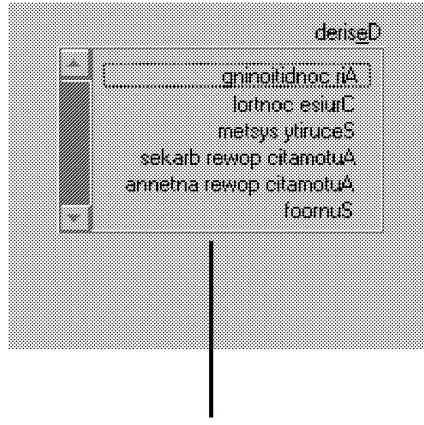 deriseD
gninoitidnoc riA
lortnoc esiurC
metsys ytiruceS
sekarb rewop citamotuA
annetna rewop citamotuA
foornuS